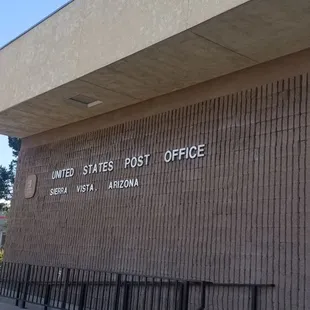 UNITED STATES POST OFFICE
SIERRA VISTA, ARIZONA